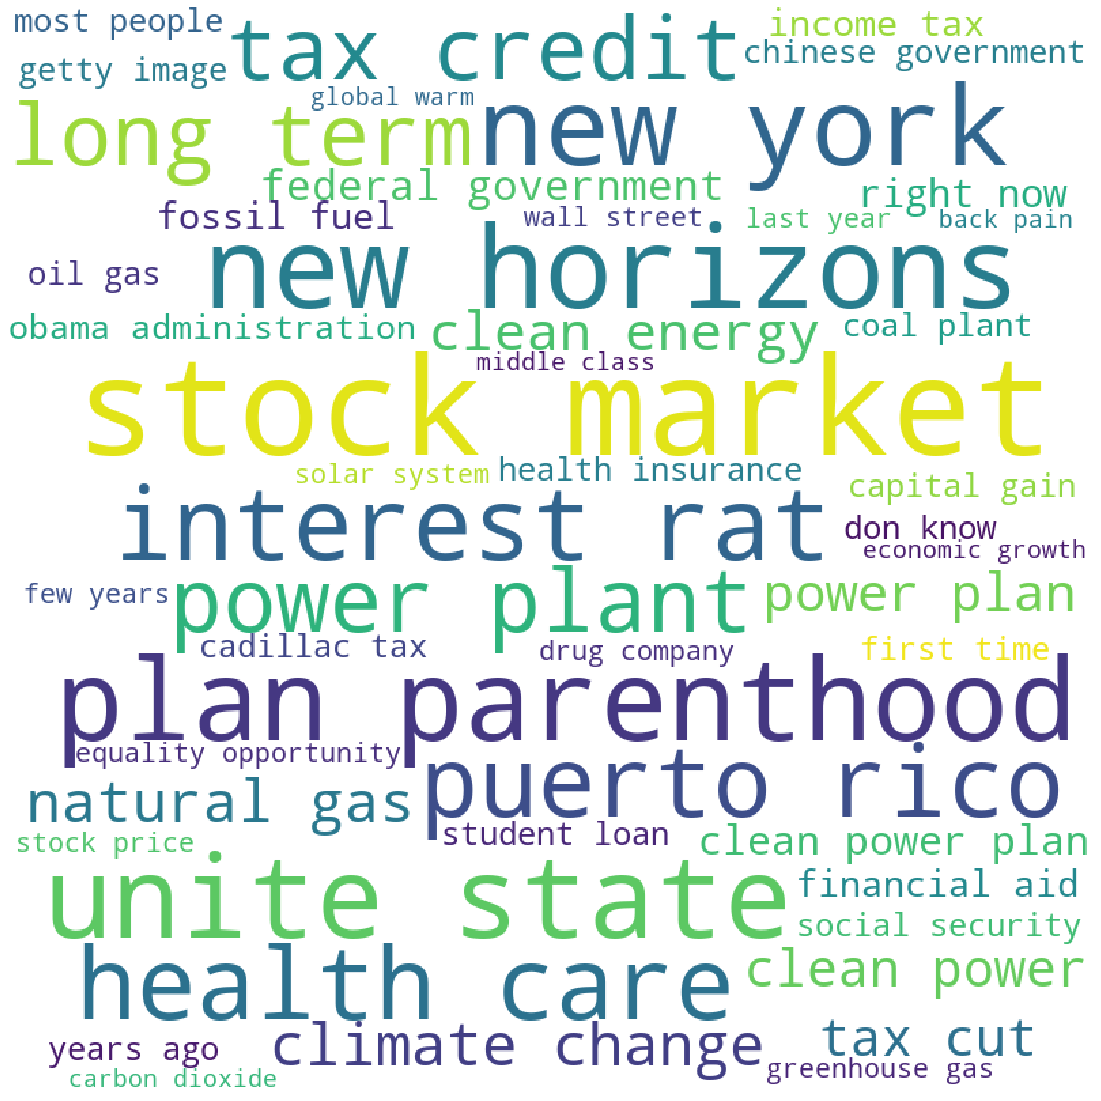 most people
tax credit
income tax
getty image
chinese government
global warm
long term
new york
federal government
right now
fossil fuel
wall street
last year
back pain
oil gas
new horizons
obama administration
clean energy
coal plant
middle class
stock market
solar system
health insurance
capital gain
interest rat
don know
economic growth
few years
power plant
power plan
cadillac tax
drug company
first time
plan parenthood
equality opportunity
puerto rico
natural gas
stock price
student loan
clean power plan
unite state
financial aid
social security
health care
clean power
years ago
climate change
tax cut
greenhouse gas
carbon dioxide